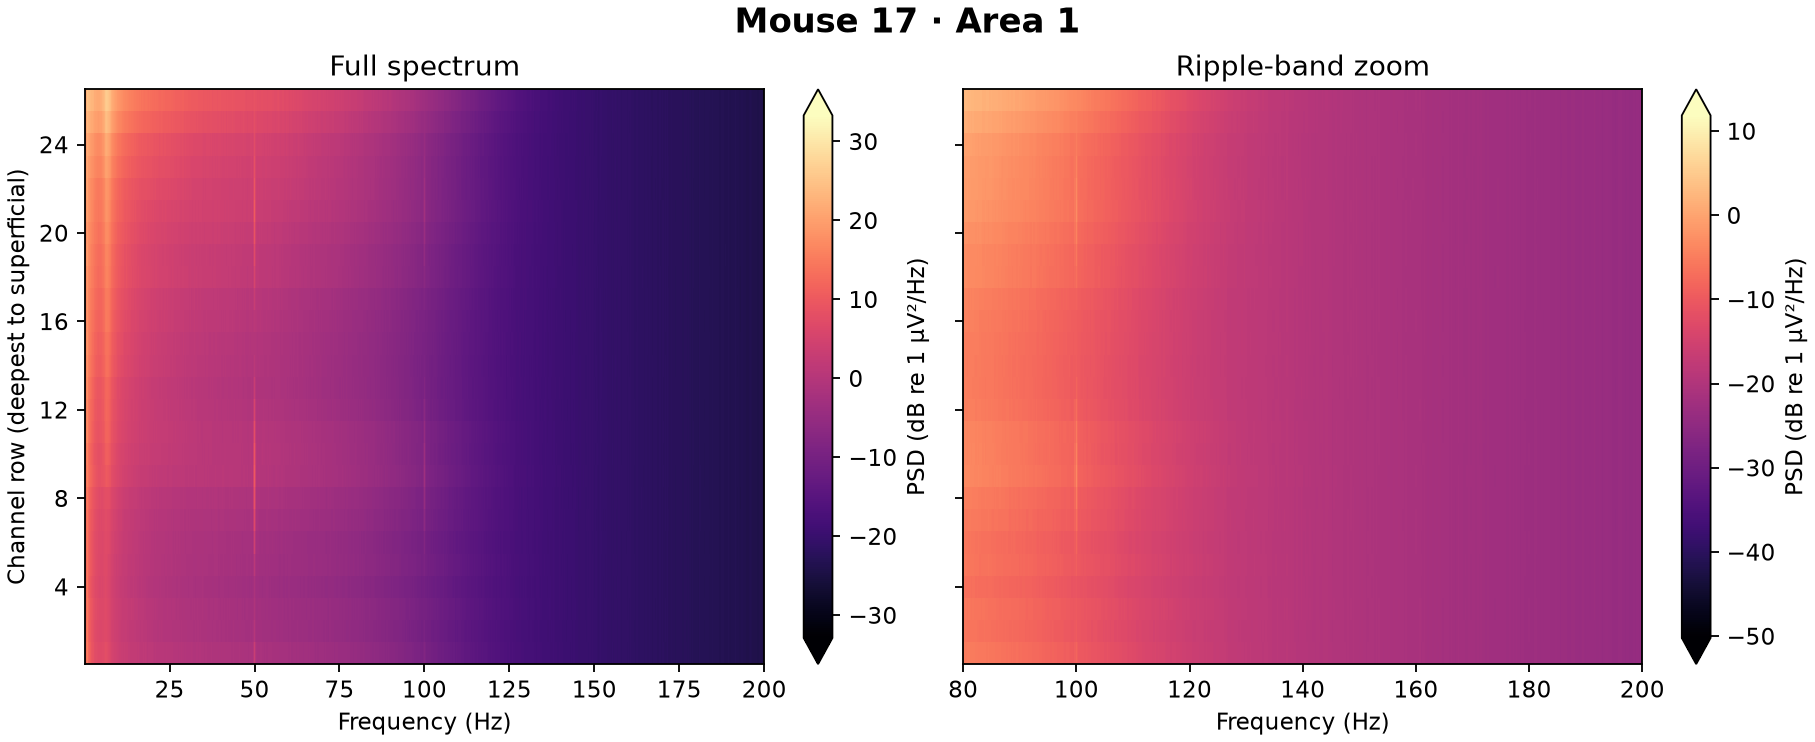 Mouse 17 · Area 1
Full spectrum
Ripple-band zoom
Channel row (deepest to superficial)
24
20
16
12
8
4
25 50 75 100 125 150 175 200
Frequency (Hz)
30
20
10
0
−10
−20
−30
PSD (dB re 1 µV²/Hz)
80 100 120 140 160 180 200
Frequency (Hz)
10
0
−10
−20
−30
−40
−50
PSD (dB re 1 µV²/Hz)